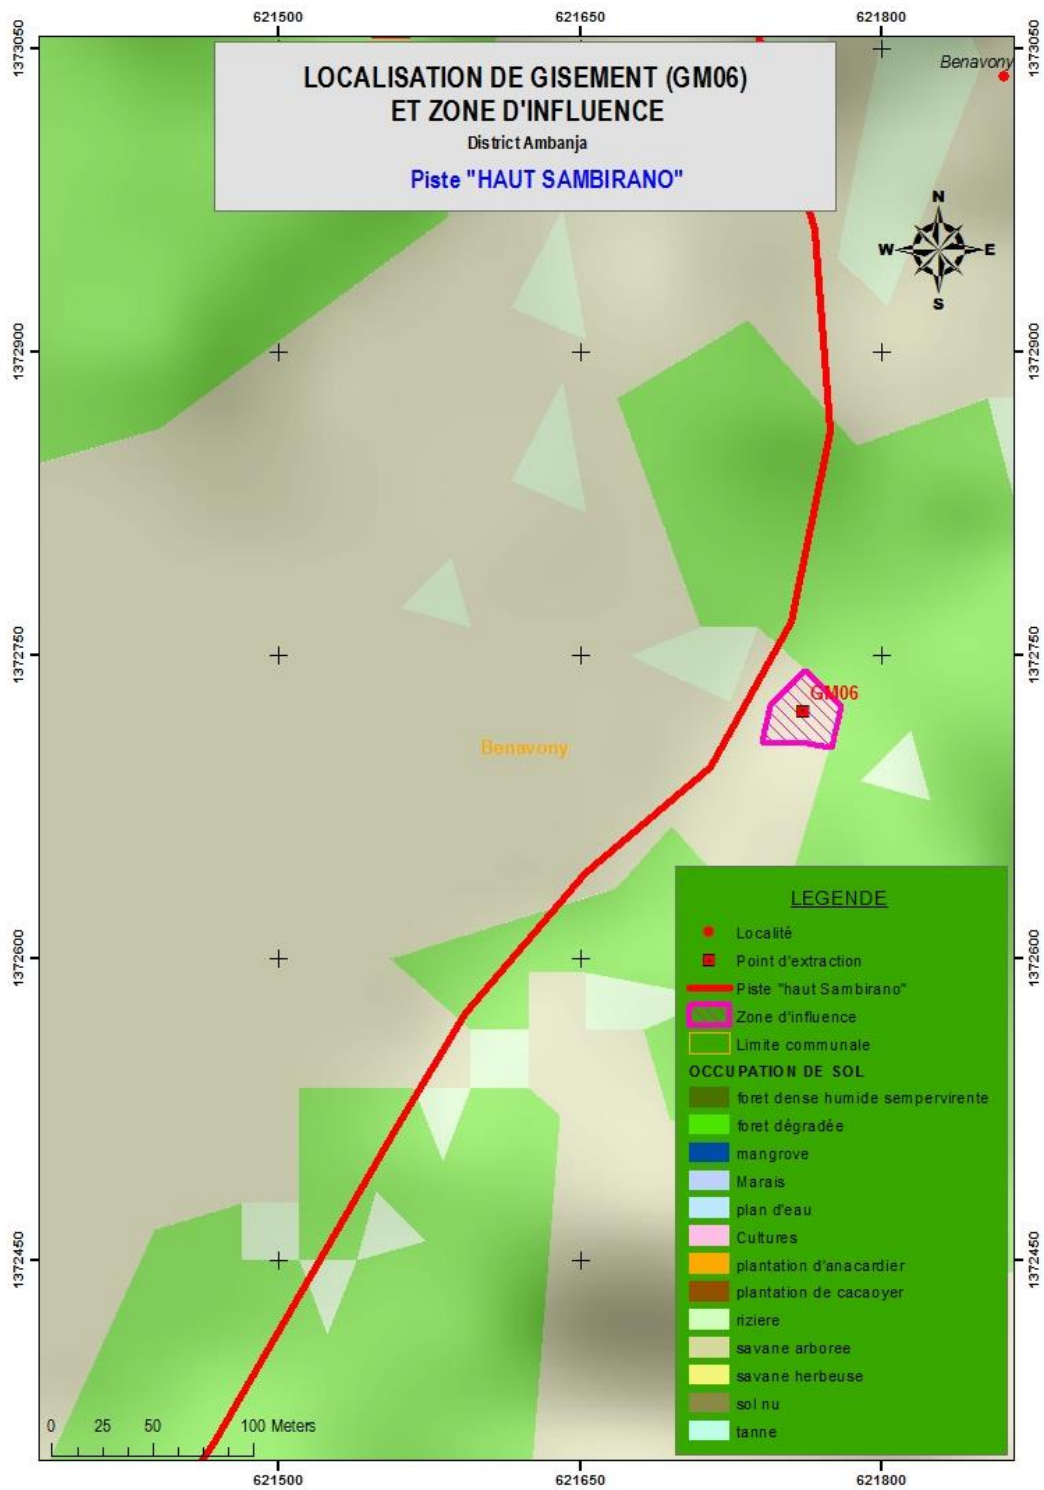 621500 621650 621800
1373050 1373050
LOCALISATION DE GISEMENT (GM06)
ET ZONE D'INFLUENCE
District Ambanja
Piste "HAUT SAMBIRANO"
Benavony
N
W E
S
1372900 1372900
1372750 1372750
GM06
Benavony
1372600 1372600
LEGENDE
Localité
Point d'extraction
Piste "haut Sambirano"
Zone d'influence
Limite communale
OCCUPATION DE SOL
foret dense humide sempervirente
foret dégradée
mangrove
Marais
plan d'eau
Cultures
plantation d'anacardier
plantation de cacaoyer
riziere
savane arboree
savane herbeuse
sol nu
tanne
1372450 1372450
0 25 50 100 Meters
621500 621650 621800